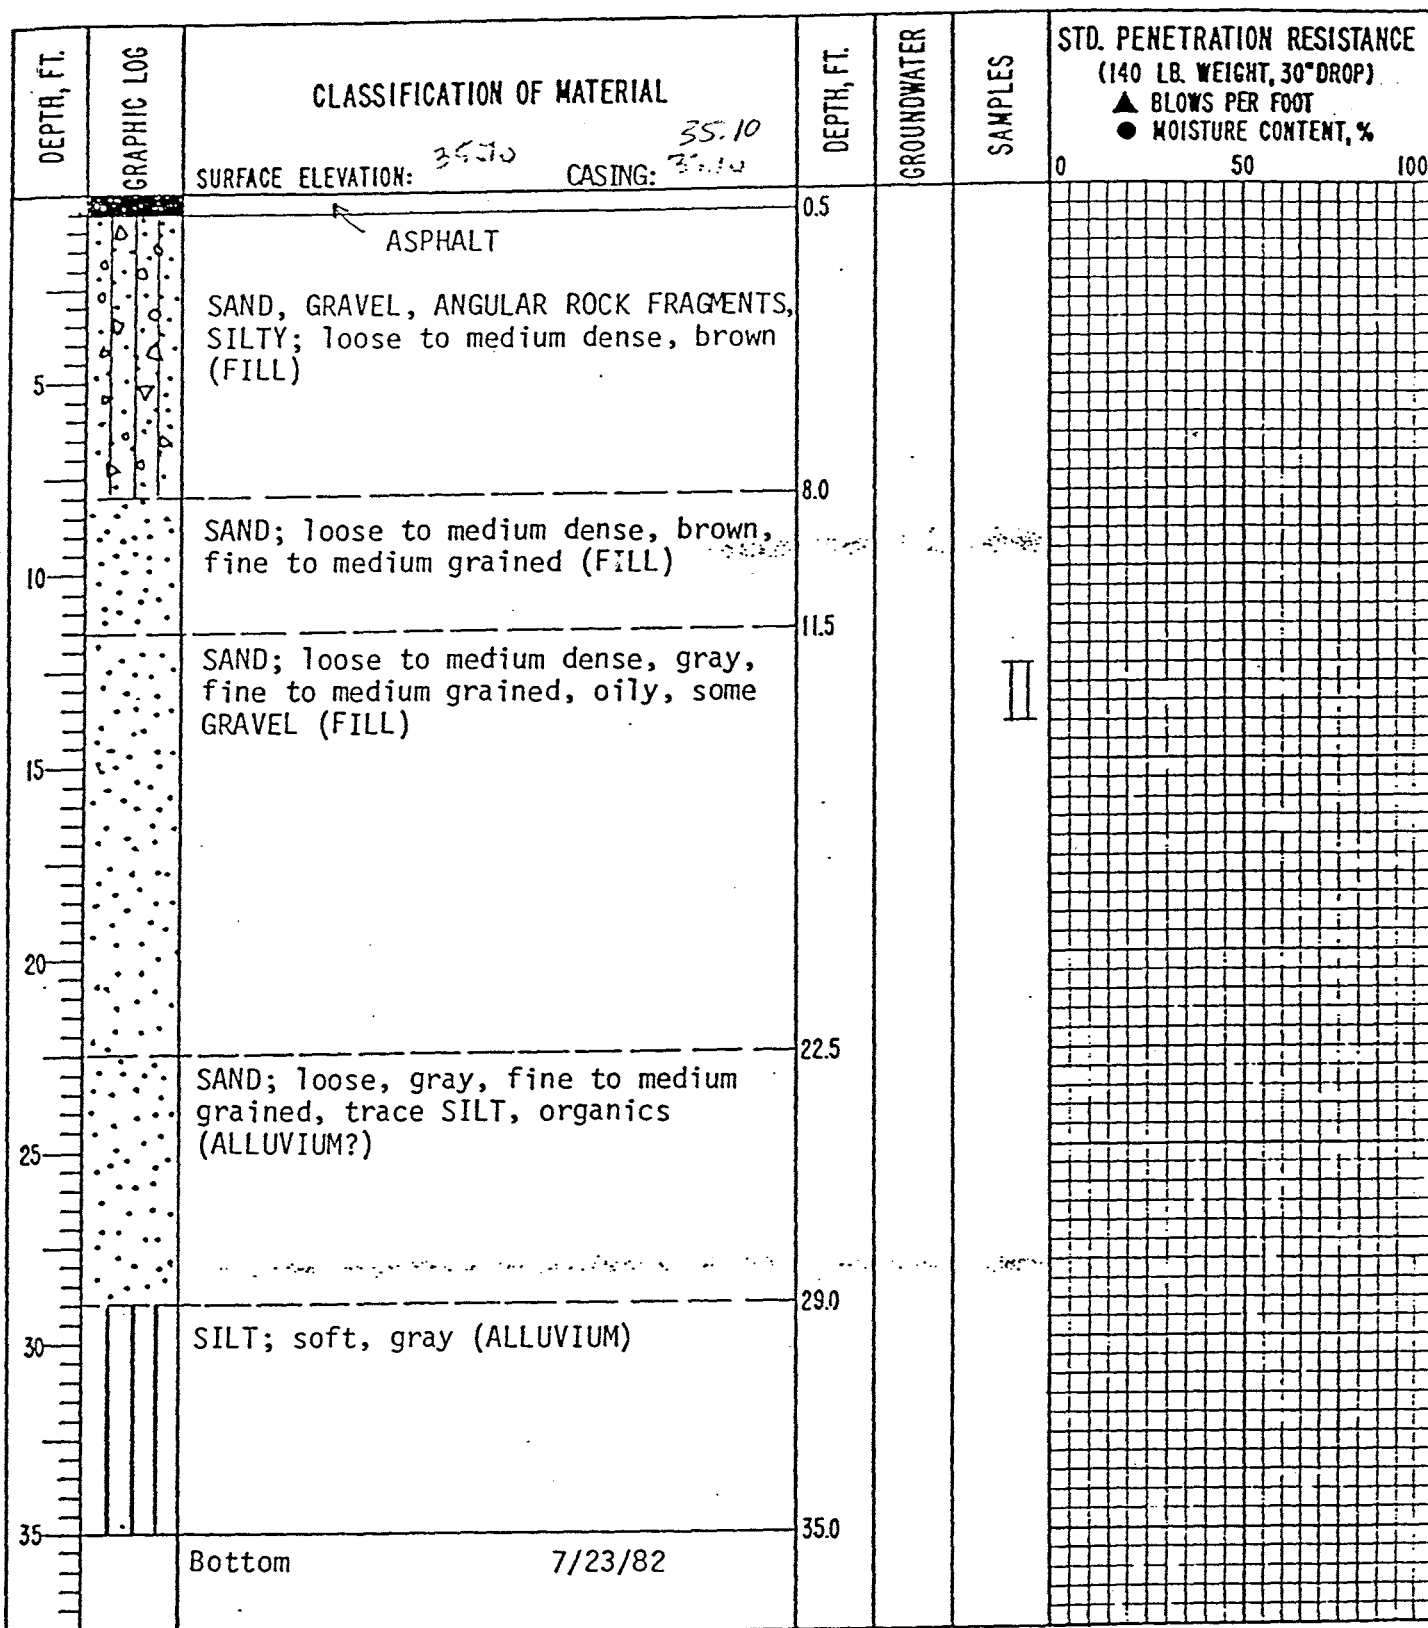 DEPTH, FT.
GRAPHIC LOG
CLASSIFICATION OF MATERIAL
SURFACE ELEVATION:
CASING:
35.10
DEPTH, FT.
GROUNDWATER
SAMPLES
STD. PENETRATION RESISTANCE
(140 LB. WEIGHT, 30" DROP)
▲ BLOWS PER FOOT
● MOISTURE CONTENT, %
0 50 100
0.5
ASPHALT
SAND, GRAVEL, ANGULAR ROCK FRAGMENTS,
SILTY; loose to medium dense, brown
(FILL)
5
8.0
SAND; loose to medium dense, brown,
fine to medium grained (FILL)
10
11.5
SAND; loose to medium dense, gray,
fine to medium grained, oily, some
GRAVEL (FILL)
15
20
22.5
SAND; loose, gray, fine to medium
grained, trace SILT, organics
(ALLUVIUM?)
25
29.0
SILT; soft, gray (ALLUVIUM)
30
35
35.0
Bottom 7/23/82